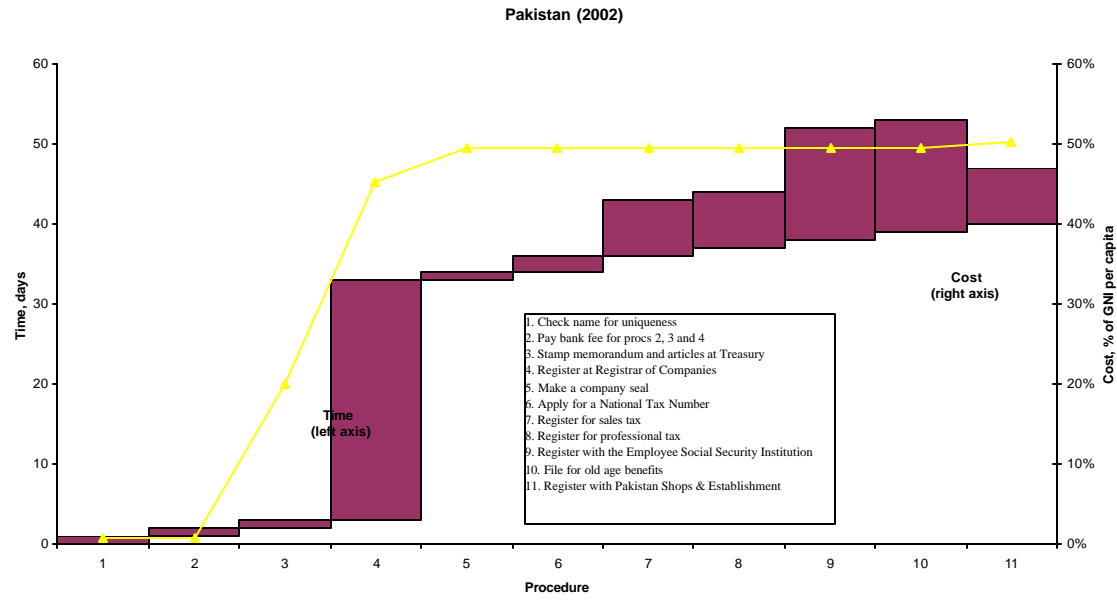 Pakistan (2002)
60
50
40
30
20
10
0
Time, days
60%
50%
40%
30%
20%
10%
0%
Cost, % of GNI per capita
Cost
(right axis)
Time
(left axis)
1. Check name for uniqueness
2. Pay bank fee for procs 2, 3 and 4
3. Stamp memorandum and articles at Treasury
4. Register at Registrar of Companies
5. Make a company seal
6. Apply for a National Tax Number
7. Register for sales tax
8. Register for professional tax
9. Register with the Employee Social Security Institution
10. File for old age benefits
11. Register with Pakistan Shops & Establishment
1 2 3 4 5 6 7 8 9 10 11
Procedure